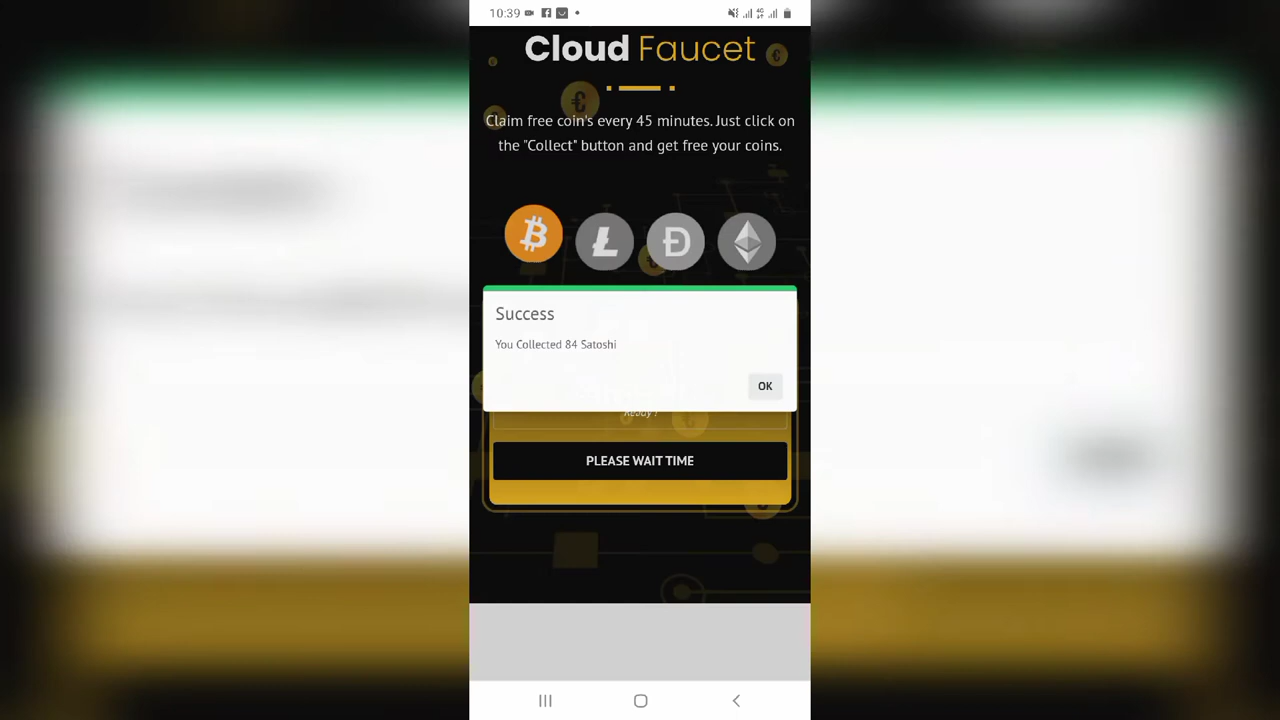 10:39
Cloud Faucet
Claim free coin's every 45 minutes. Just click on
the "Collect" button and get free your coins.
Success
You Collected 84 Satoshi
OK
Ready !
PLEASE WAIT TIME